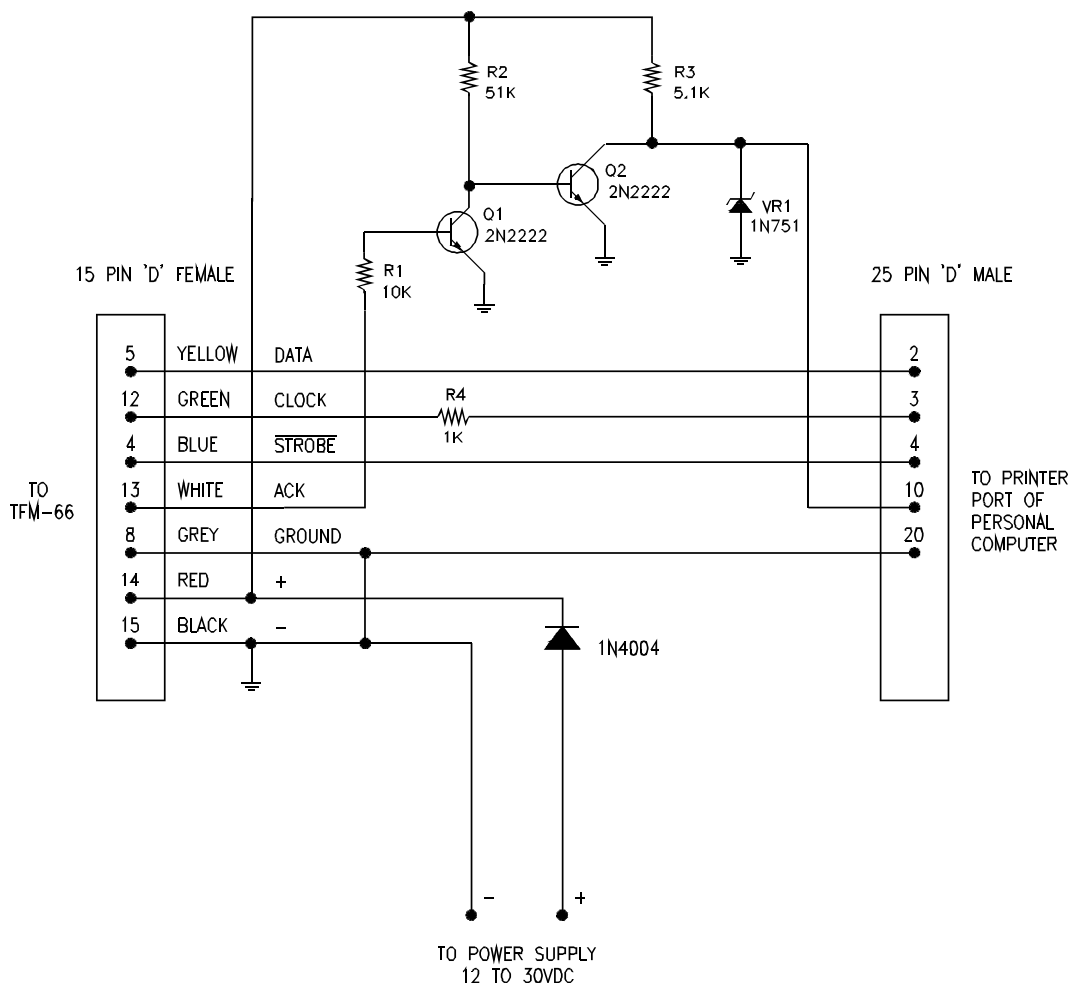 R2
51K
R3
5.1K
Q2
2N2222
Q1
2N2222
VR1
1N751
R1
10K
15 PIN 'D' FEMALE
25 PIN 'D' MALE
5 YELLOW DATA 2
12 GREEN CLOCK R4 1K 3
4 BLUE STROBE 4
13 WHITE ACK 10
8 GREY GROUND 20
14 RED +
15 BLACK -
TO
TFM-66
TO PRINTER
PORT OF
PERSONAL
COMPUTER
1N4004
- +
TO POWER SUPPLY
12 TO 30VDC